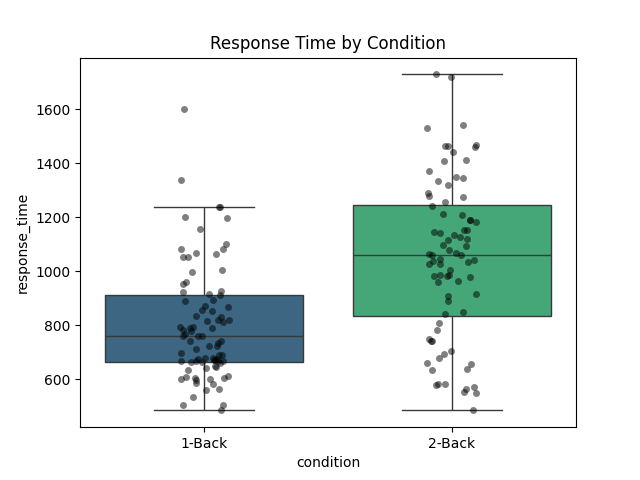 Response Time by Condition
response_time
1600
1400
1200
1000
800
600
1-Back
2-Back
condition